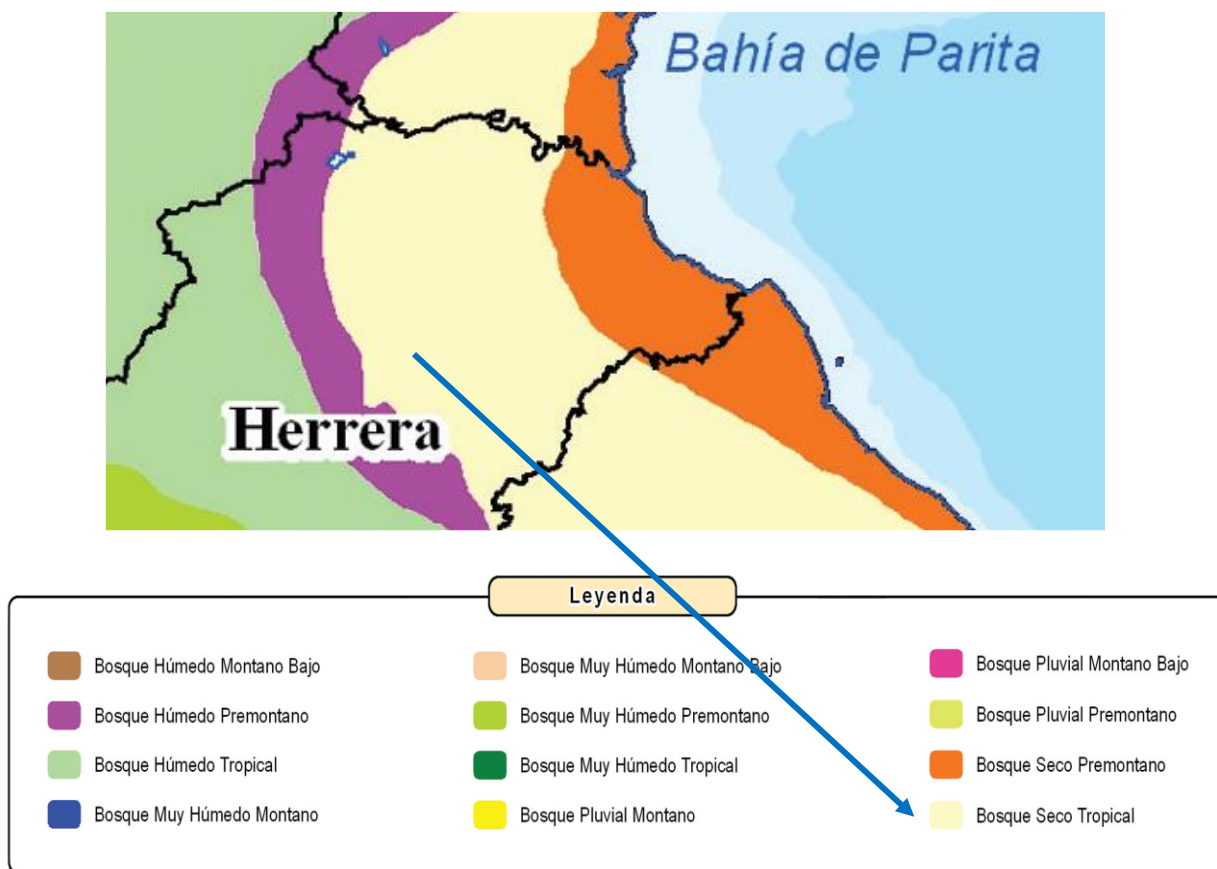 Bahía de Parita
Herrera
Leyenda
Bosque Húmedo Montano Bajo
Bosque Húmedo Premontano
Bosque Húmedo Tropical
Bosque Muy Húmedo Montano
Bosque Muy Húmedo Montano Bajo
Bosque Muy Húmedo Premontano
Bosque Muy Húmedo Tropical
Bosque Pluvial Montano
Bosque Pluvial Montano Bajo
Bosque Pluvial Premontano
Bosque Seco Premontano
Bosque Seco Tropical